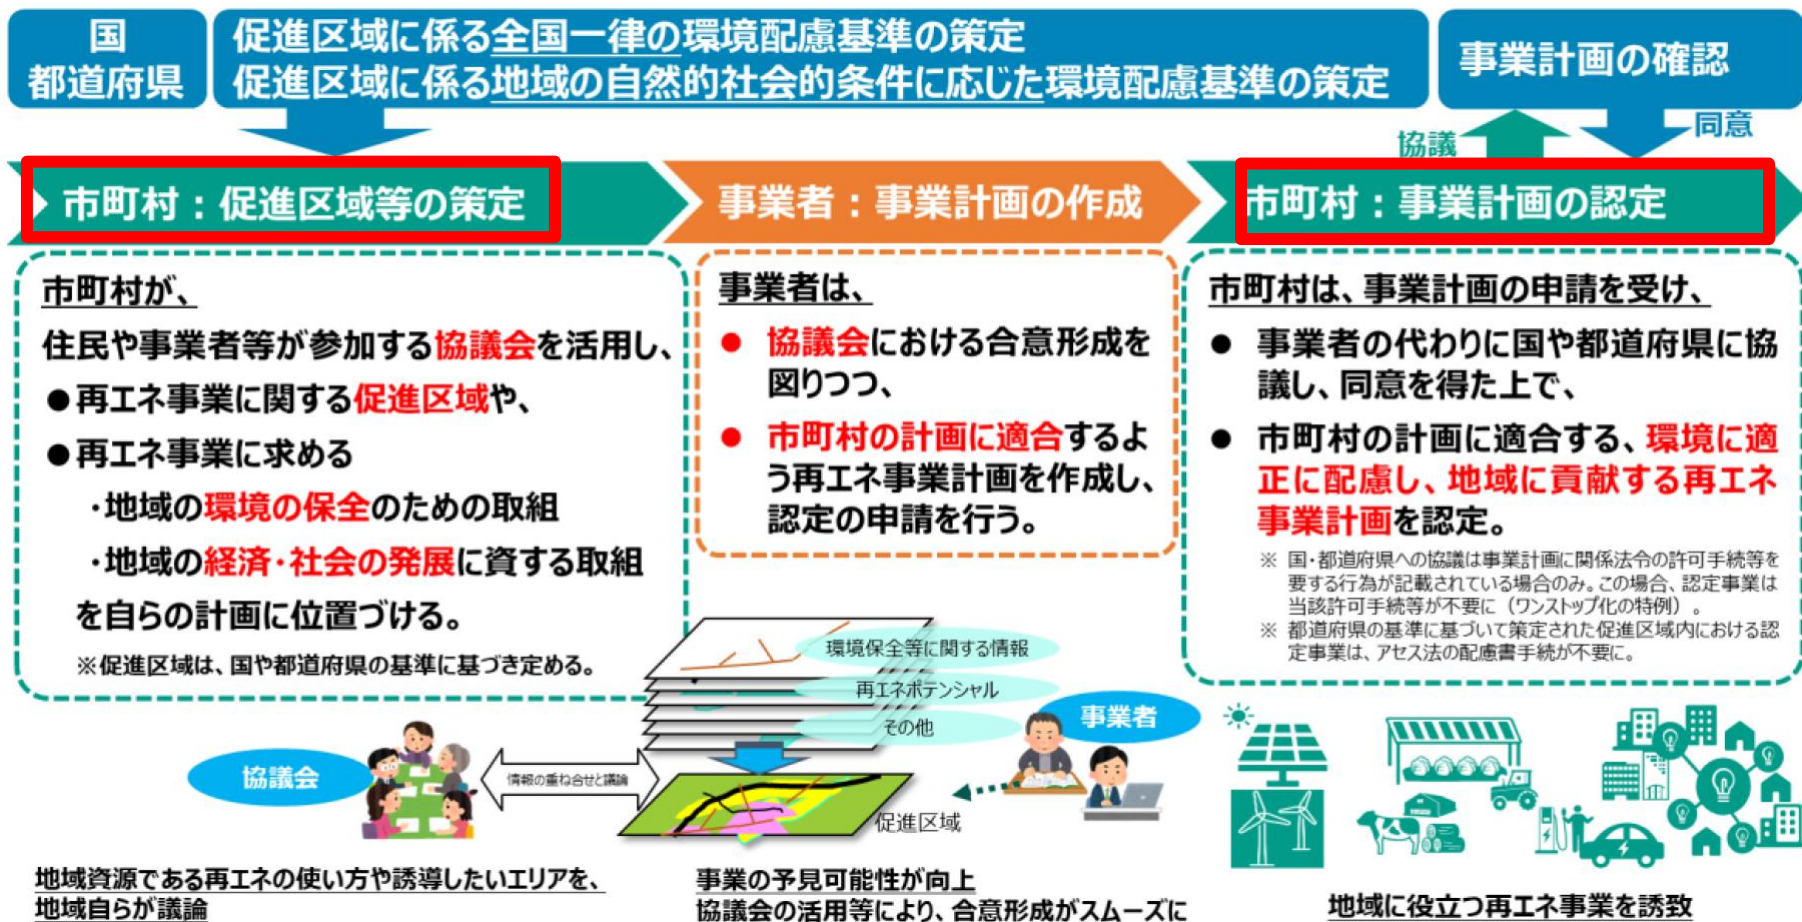 国
都道府県
促進区域に係る全国一律の環境配慮基準の策定
促進区域に係る地域の自然的社会的条件に応じた環境配慮基準の策定
事業計画の確認
協議
同意
市町村：促進区域等の策定
事業者：事業計画の作成
市町村：事業計画の認定
市町村が、
住民や事業者等が参加する協議会を活用し、
●再エネ事業に関する促進区域や、
●再エネ事業に求める
・地域の環境の保全のための取組
・地域の経済・社会の発展に資する取組
を自らの計画に位置づける。
※促進区域は、国や都道府県の基準に基づき定める。
事業者は、
● 協議会における合意形成を
図りつつ、
● 市町村の計画に適合するよ
う再エネ事業計画を作成し、
認定の申請を行う。
市町村は、事業計画の申請を受け、
● 事業者の代わりに国や都道府県に協
議し、同意を得た上で、
● 市町村の計画に適合する、環境に適
正に配慮し、地域に貢献する再エネ
事業計画を認定。
※ 国・都道府県への協議は事業計画に関係法令の許可手続等を
要する行為が記載されている場合のみ。この場合、認定事業は
当該許可手続等が不要に（ワンストップ化の特例）。
※ 都道府県の基準に基づいて策定された促進区域内における認
定事業は、アセス法の配慮書手続が不要に。
環境保全等に関する情報
再エネポテンシャル
その他
事業者
協議会
情報の重ね合せと議論
促進区域
地域資源である再エネの使い方や誘導したいエリアを、
地域自らが議論
事業の予見可能性が向上
協議会の活用等により、合意形成がスムーズに
地域に役立つ再エネ事業を誘致